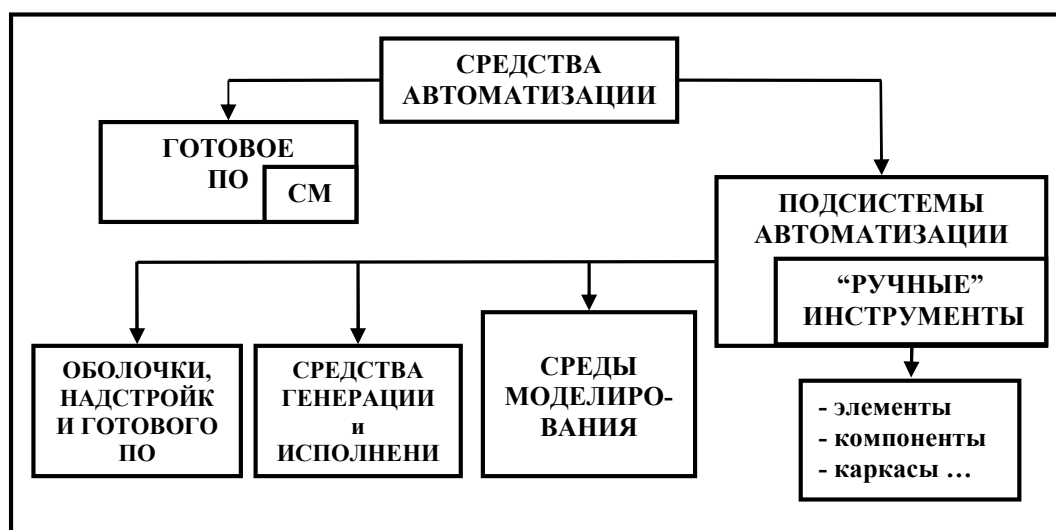 СРЕДСТВА
АВТОМАТИЗАЦИИ
ГОТОВОЕ
ПО
СМ
ПОДСИСТЕМЫ
АВТОМАТИЗАЦИИ
“РУЧНЫЕ”
ИНСТРУМЕНТЫ
ОБОЛОЧКИ,
НАДСТРОЙК
И ГОТОВОГО
ПО
СРЕДСТВА
ГЕНЕРАЦИИ
и
ИСПОЛНЕНИ
СРЕДЫ
МОДЕЛИРО-
ВАНИЯ
- элементы
- компоненты
- каркасы ...